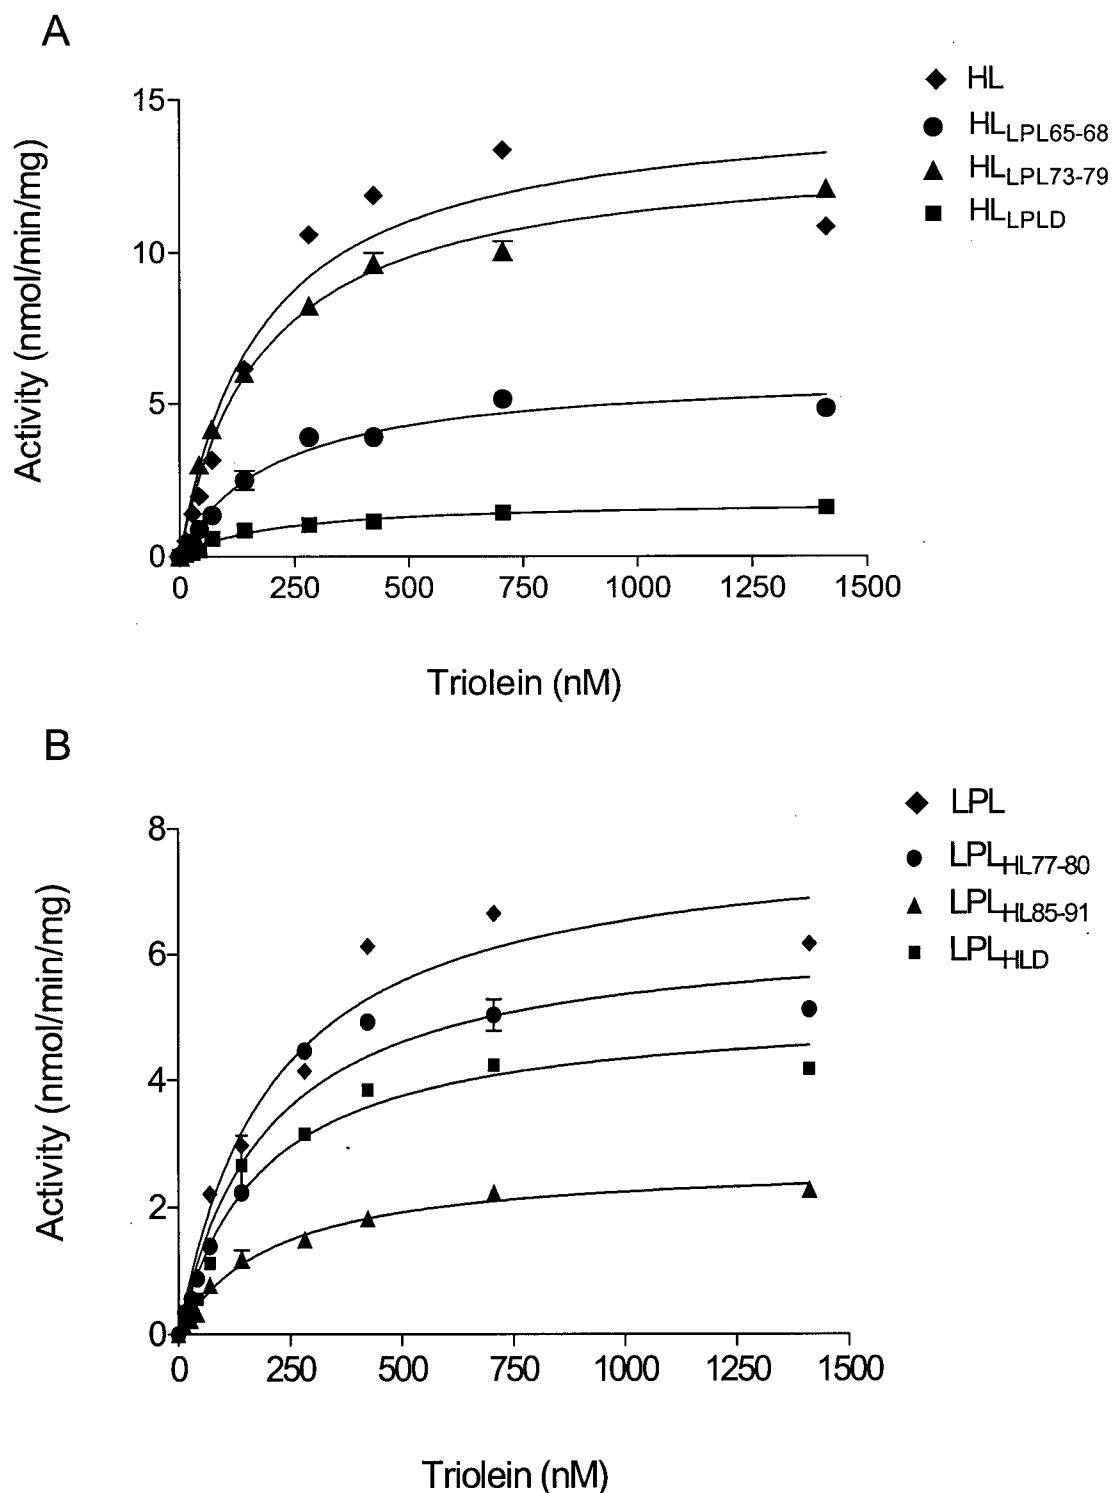 A
Activity (nmol/min/mg)
15
10
5
0
0 250 500 750 1000 1250 1500
Triolein (nM)
HL
HLLPL65-68
HLLPL73-79
HLLPLD
B
Activity (nmol/min/mg)
8
6
4
2
0
0 250 500 750 1000 1250 1500
Triolein (nM)
LPL
LPLHL77-80
LPLHL85-91
LPLHLD